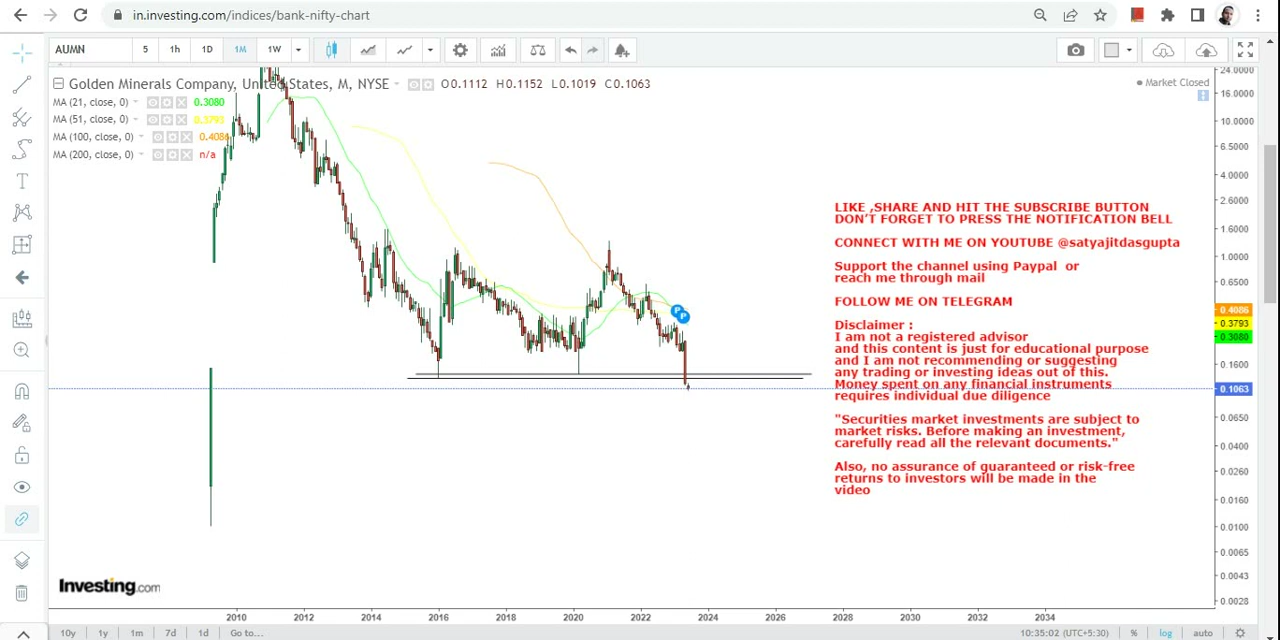 in.investing.com/indices/bank-nifty-chart
AUMN 5 1h 1D 1M 1W
Golden Minerals Company, United States, M, NYSE O0.1112 H0.1152 L0.1019 C0.1063
Market Closed
MA (21, close, 0) 0.3080
MA (51, close, 0) 0.3793
MA (100, close, 0) 0.4086
MA (200, close, 0) n/a
24.0000
16.0000
10.0000
6.5000
4.0000
2.6000
1.6000
1.0000
0.6500
0.4086
0.3793
0.3080
0.1600
0.1063
0.0650
0.0400
0.0260
0.0160
0.0100
0.0065
0.0043
0.0028
P P
LIKE ,SHARE AND HIT THE SUBSCRIBE BUTTON
DON'T FORGET TO PRESS THE NOTIFICATION BELL
CONNECT WITH ME ON YOUTUBE @satyajitdasgupta
Support the channel using Paypal or
reach me through mail
FOLLOW ME ON TELEGRAM
Disclaimer :
I am not a registered advisor
and this content is just for educational purpose
and I am not recommending or suggesting
any trading or investing ideas out of this.
Money spent on any financial instruments
requires individual due diligence
"Securities market investments are subject to
market risks. Before making an investment,
carefully read all the relevant documents."
Also, no assurance of guaranteed or risk-free
returns to investors will be made in the
video
Investing.com
2010 2012 2014 2016 2018 2020 2022 2024 2026 2028 2030 2032 2034
10y 1y 1m 7d 1d Go to... 10:35:02 (UTC+5:30) % log auto